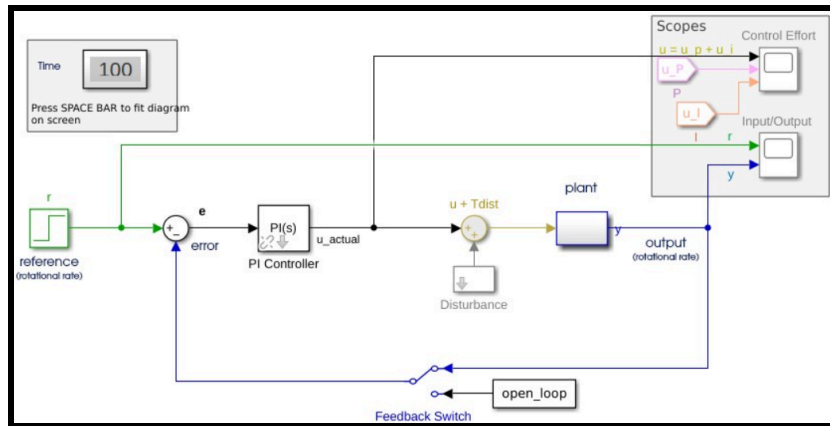 Scopes
Control Effort
u = u_p + u_i
Time
100
u_P
P
Press SPACE BAR to fit diagram
on screen
u_I
I
Input/Output
r
y
r
e
plant
u + Tdist
+
−
PI(s)
+
+
error
u_actual
y
output
(rotational rate)
reference
(rotational rate)
PI Controller
Disturbance
open_loop
Feedback Switch